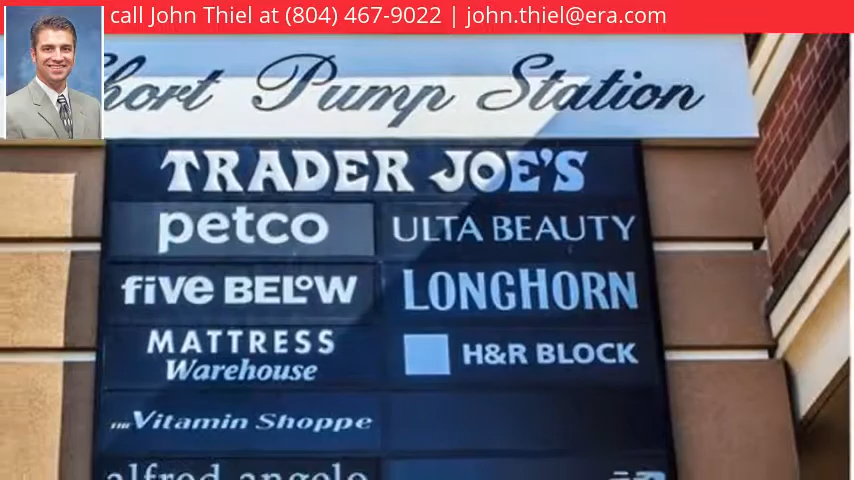 call John Thiel at (804) 467-9022 | john.thiel@era.com
Short Pump Station
TRADER JOE'S
petco
ULTA BEAUTY
five BELOW
LONGHORN
MATTRESS
Warehouse
H&R BLOCK
THE Vitamin Shoppe
alfred angelo